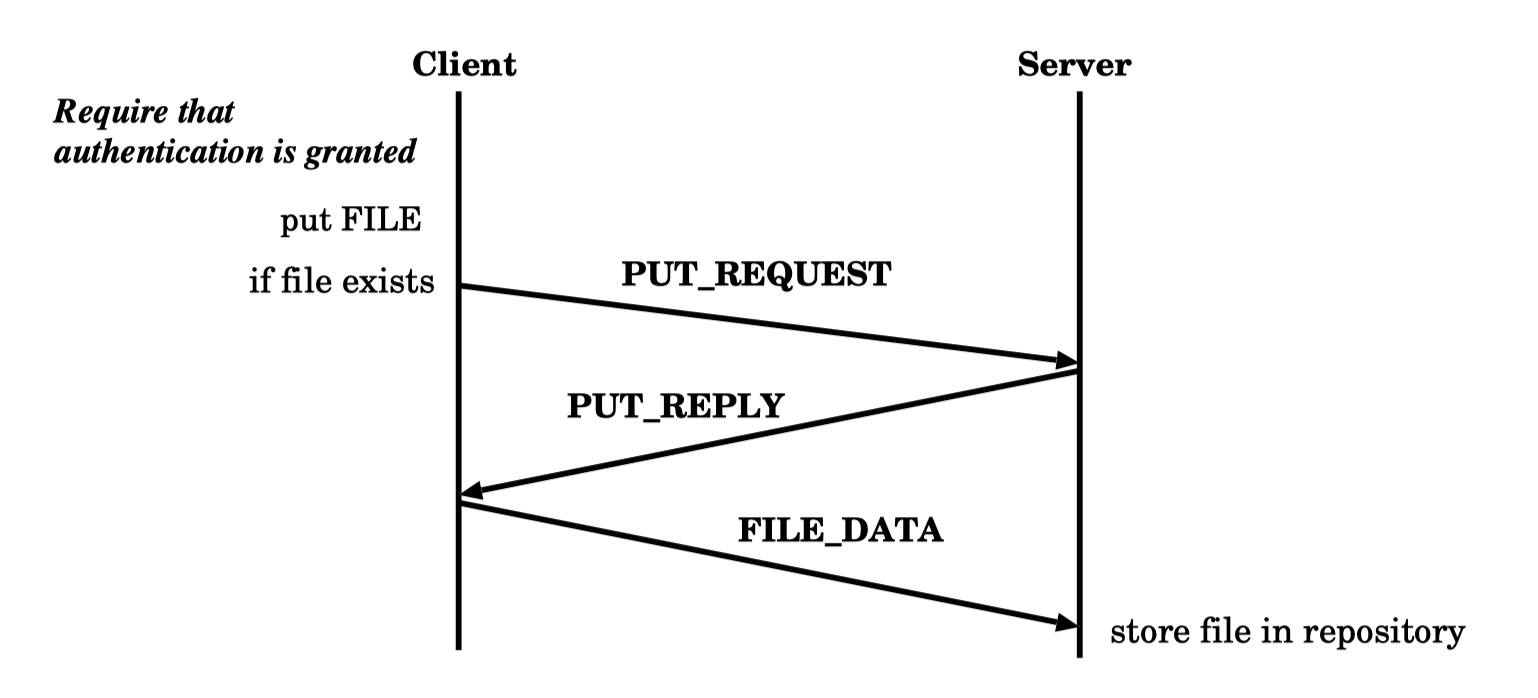 Client
Server
Require that
authentication is granted
put FILE
if file exists
PUT_REQUEST
PUT_REPLY
FILE_DATA
store file in repository